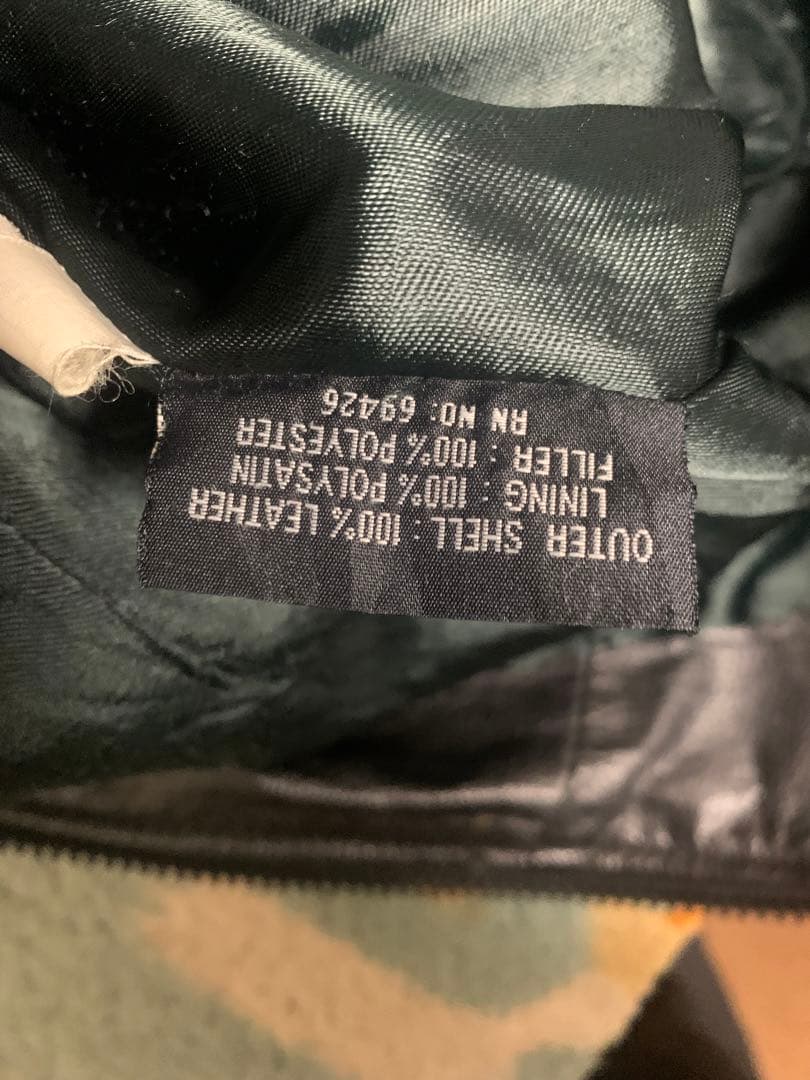 OUTER SHELL : 100% LEATHER
LINING : 100% POLYSATIN
FILLER : 100% POLYESTER
RN NO: 69426